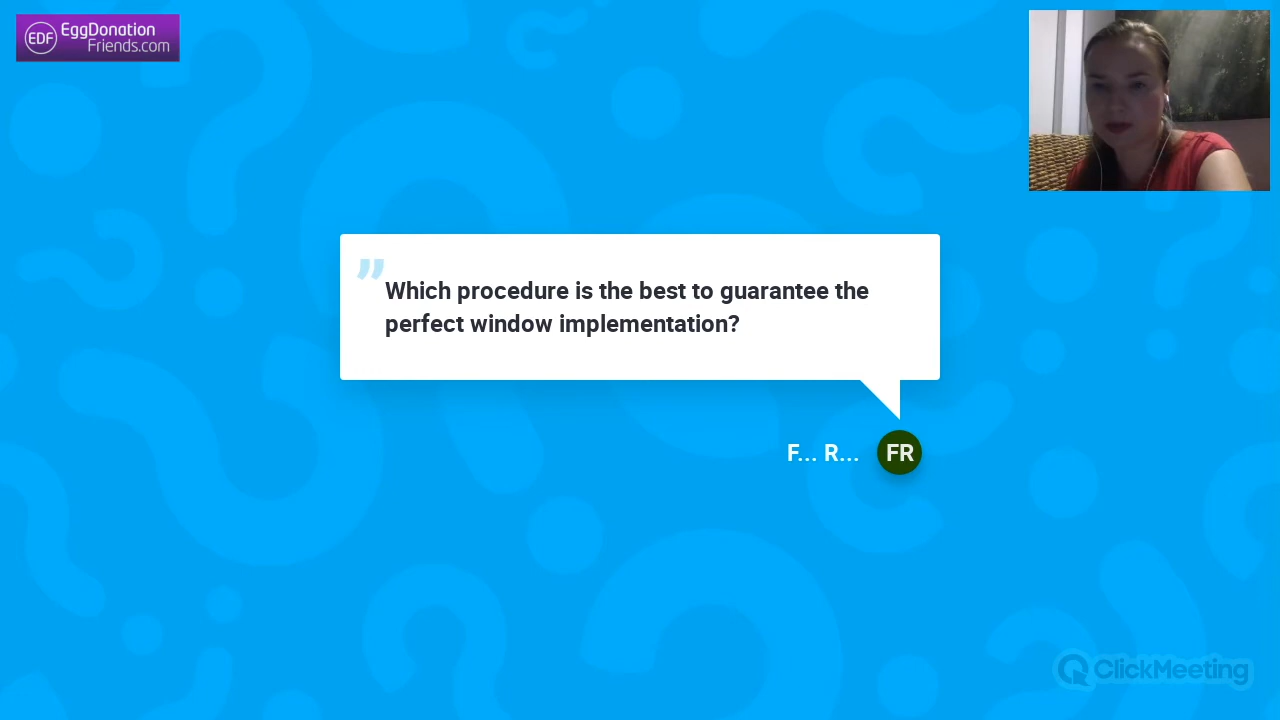 EDF
EggDonation
Friends.com
" Which procedure is the best to guarantee the
perfect window implementation?
F... R... FR
ClickMeeting